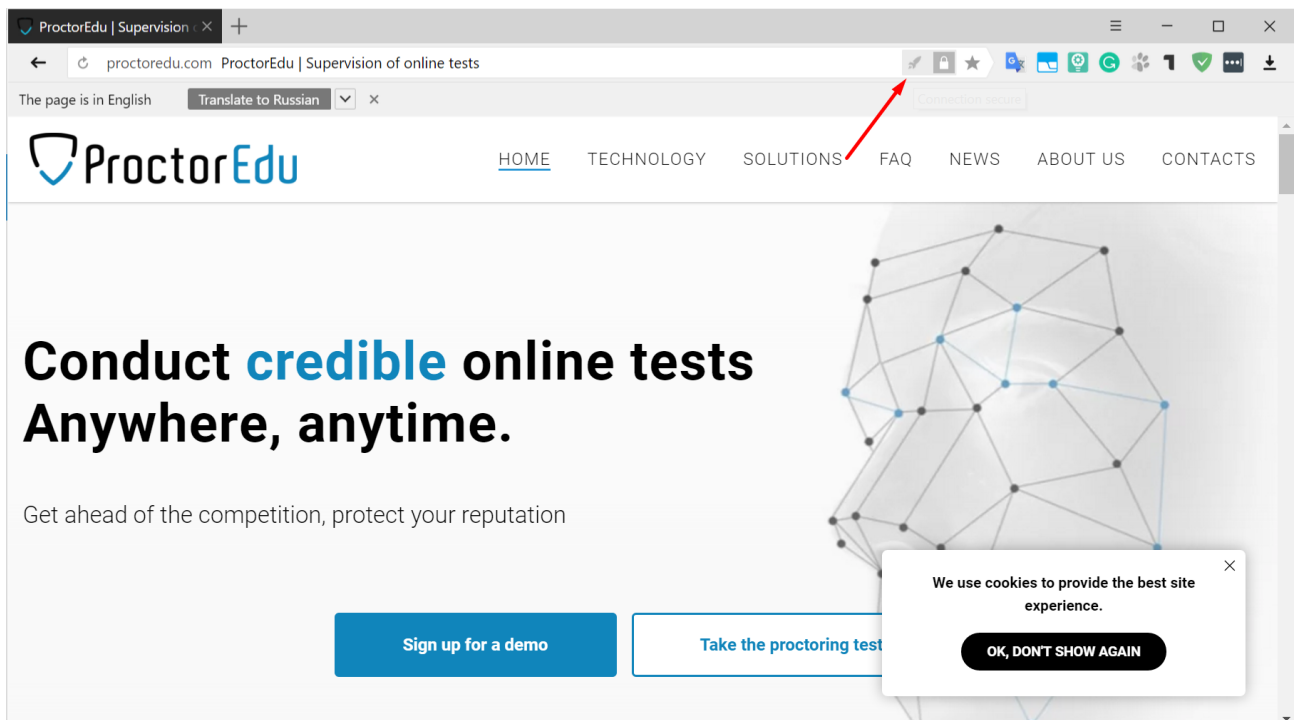 ProctorEdu | Supervision
proctoredu.com ProctorEdu | Supervision of online tests
The page is in English Translate to Russian
Connection secure
ProctorEdu
HOME TECHNOLOGY SOLUTIONS FAQ NEWS ABOUT US CONTACTS
Conduct credible online tests
Anywhere, anytime.
Get ahead of the competition, protect your reputation
We use cookies to provide the best site
experience.
Sign up for a demo
Take the proctoring test
OK, DON'T SHOW AGAIN